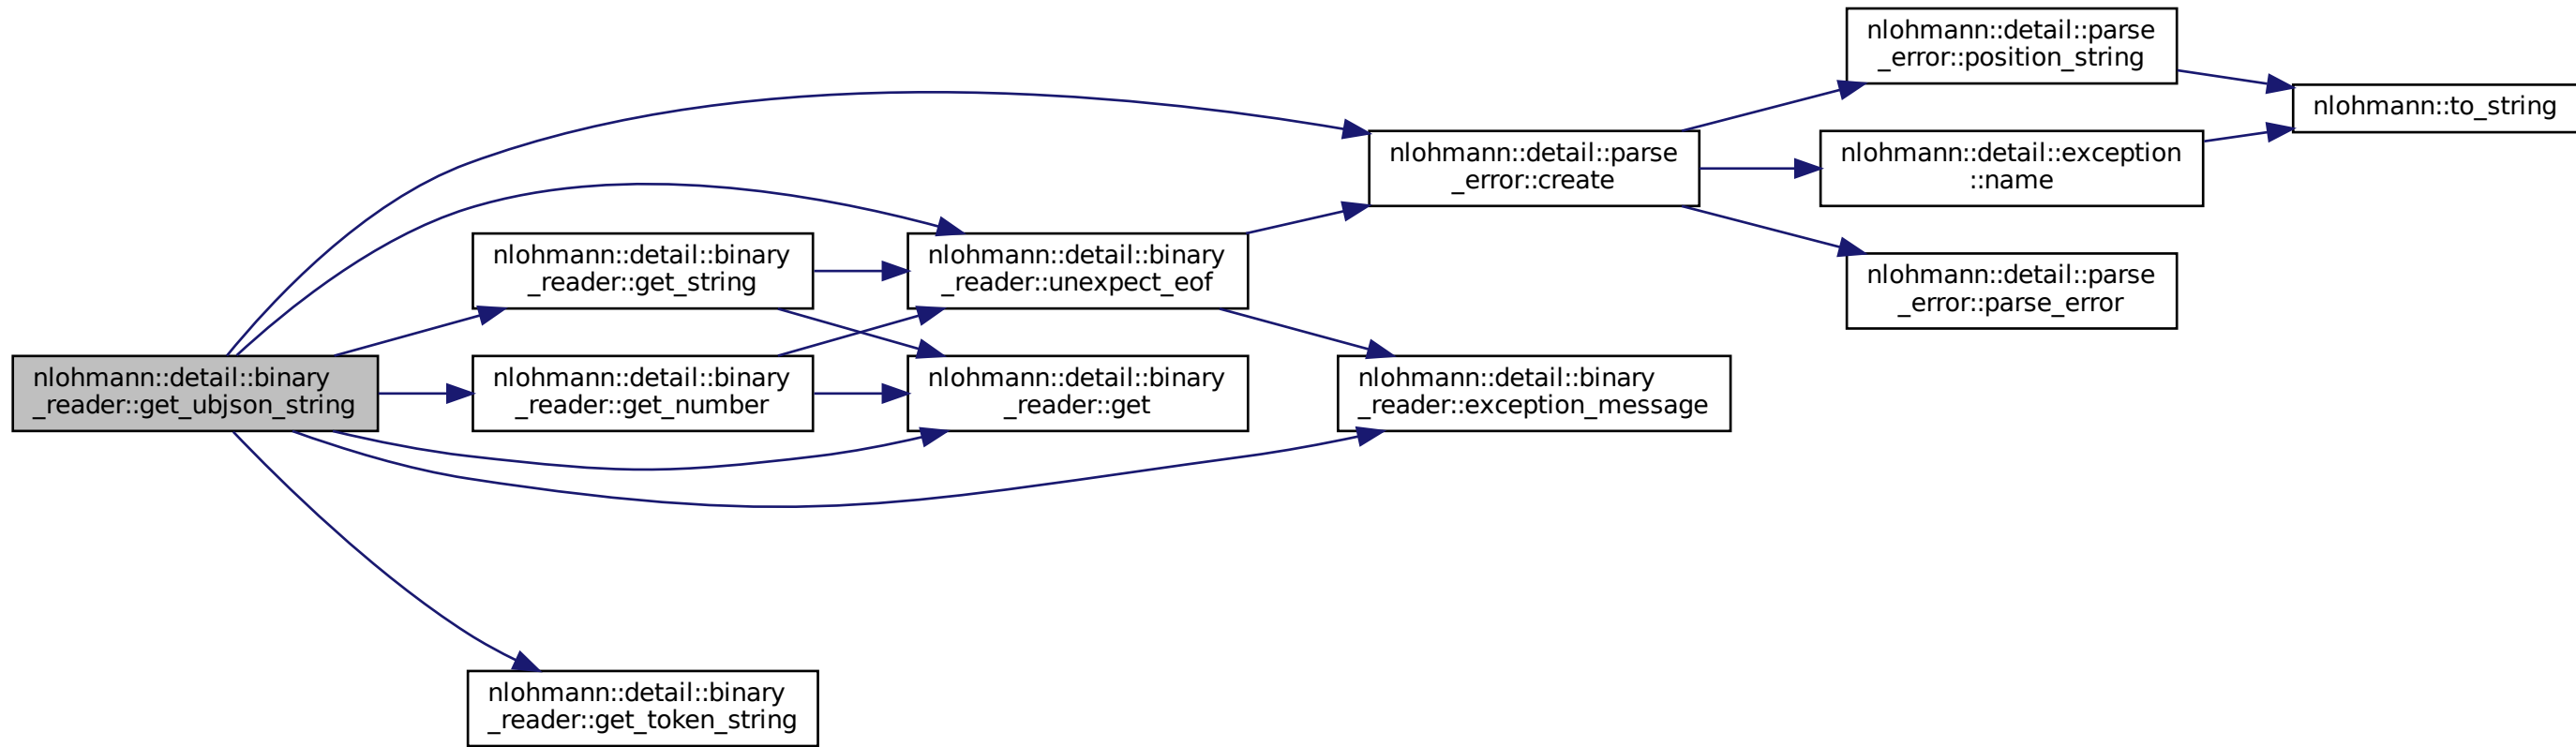 nlohmann::detail::binary
_reader::get_ubjson_string
nlohmann::detail::binary
_reader::get_string
nlohmann::detail::binary
_reader::get_number
nlohmann::detail::binary
_reader::get_token_string
nlohmann::detail::binary
_reader::unexpect_eof
nlohmann::detail::binary
_reader::get
nlohmann::detail::parse
_error::create
nlohmann::detail::binary
_reader::exception_message
nlohmann::detail::parse
_error::position_string
nlohmann::detail::exception
::name
nlohmann::detail::parse
_error::parse_error
nlohmann::to_string